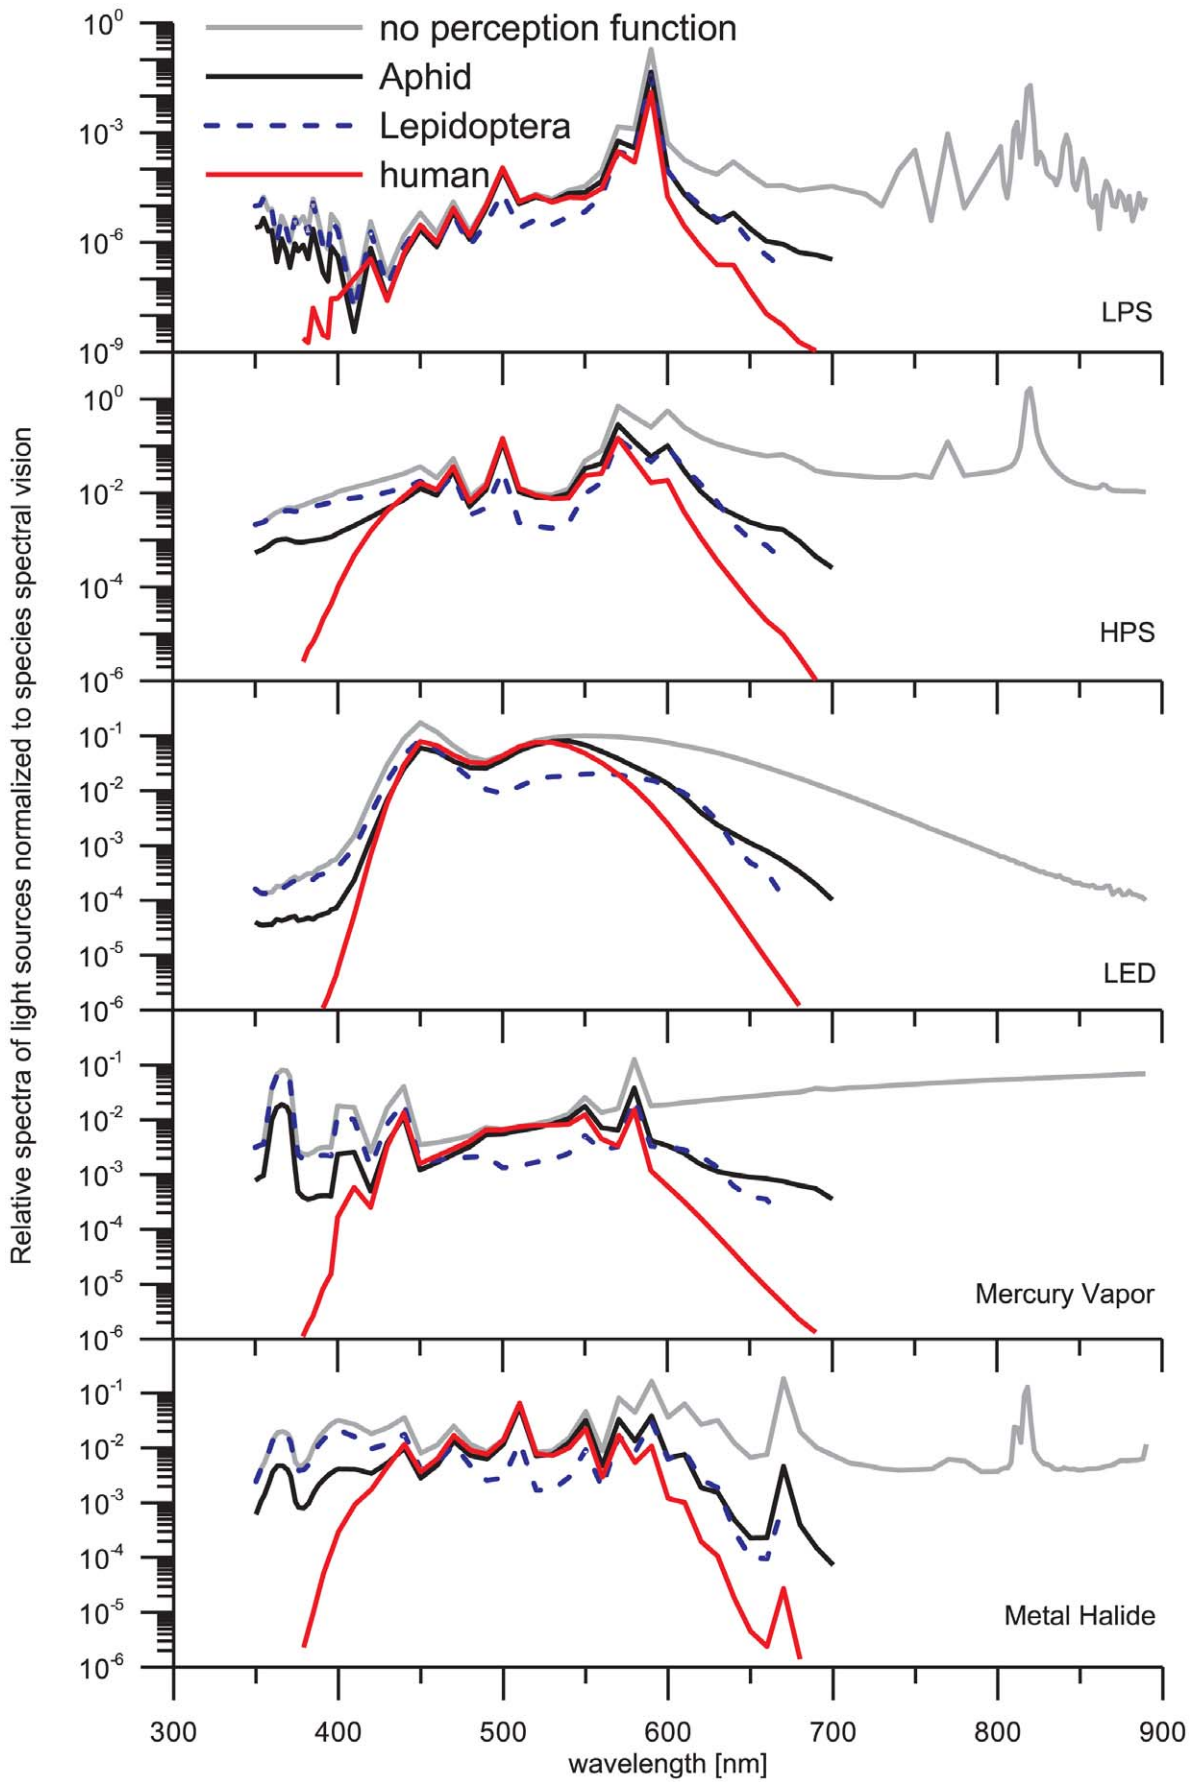 no perception function
Aphid
Lepidoptera
human
10⁰
10⁻³
10⁻⁶
10⁻⁹
LPS
10⁰
10⁻²
10⁻⁴
10⁻⁶
HPS
10⁻¹
10⁻²
10⁻³
10⁻⁴
10⁻⁵
10⁻⁶
LED
10⁻¹
10⁻²
10⁻³
10⁻⁴
10⁻⁵
10⁻⁶
Mercury Vapor
10⁻¹
10⁻²
10⁻³
10⁻⁴
10⁻⁵
10⁻⁶
Metal Halide
300 400 500 600 700 800 900
wavelength [nm]
Relative spectra of light sources normalized to species spectral vision